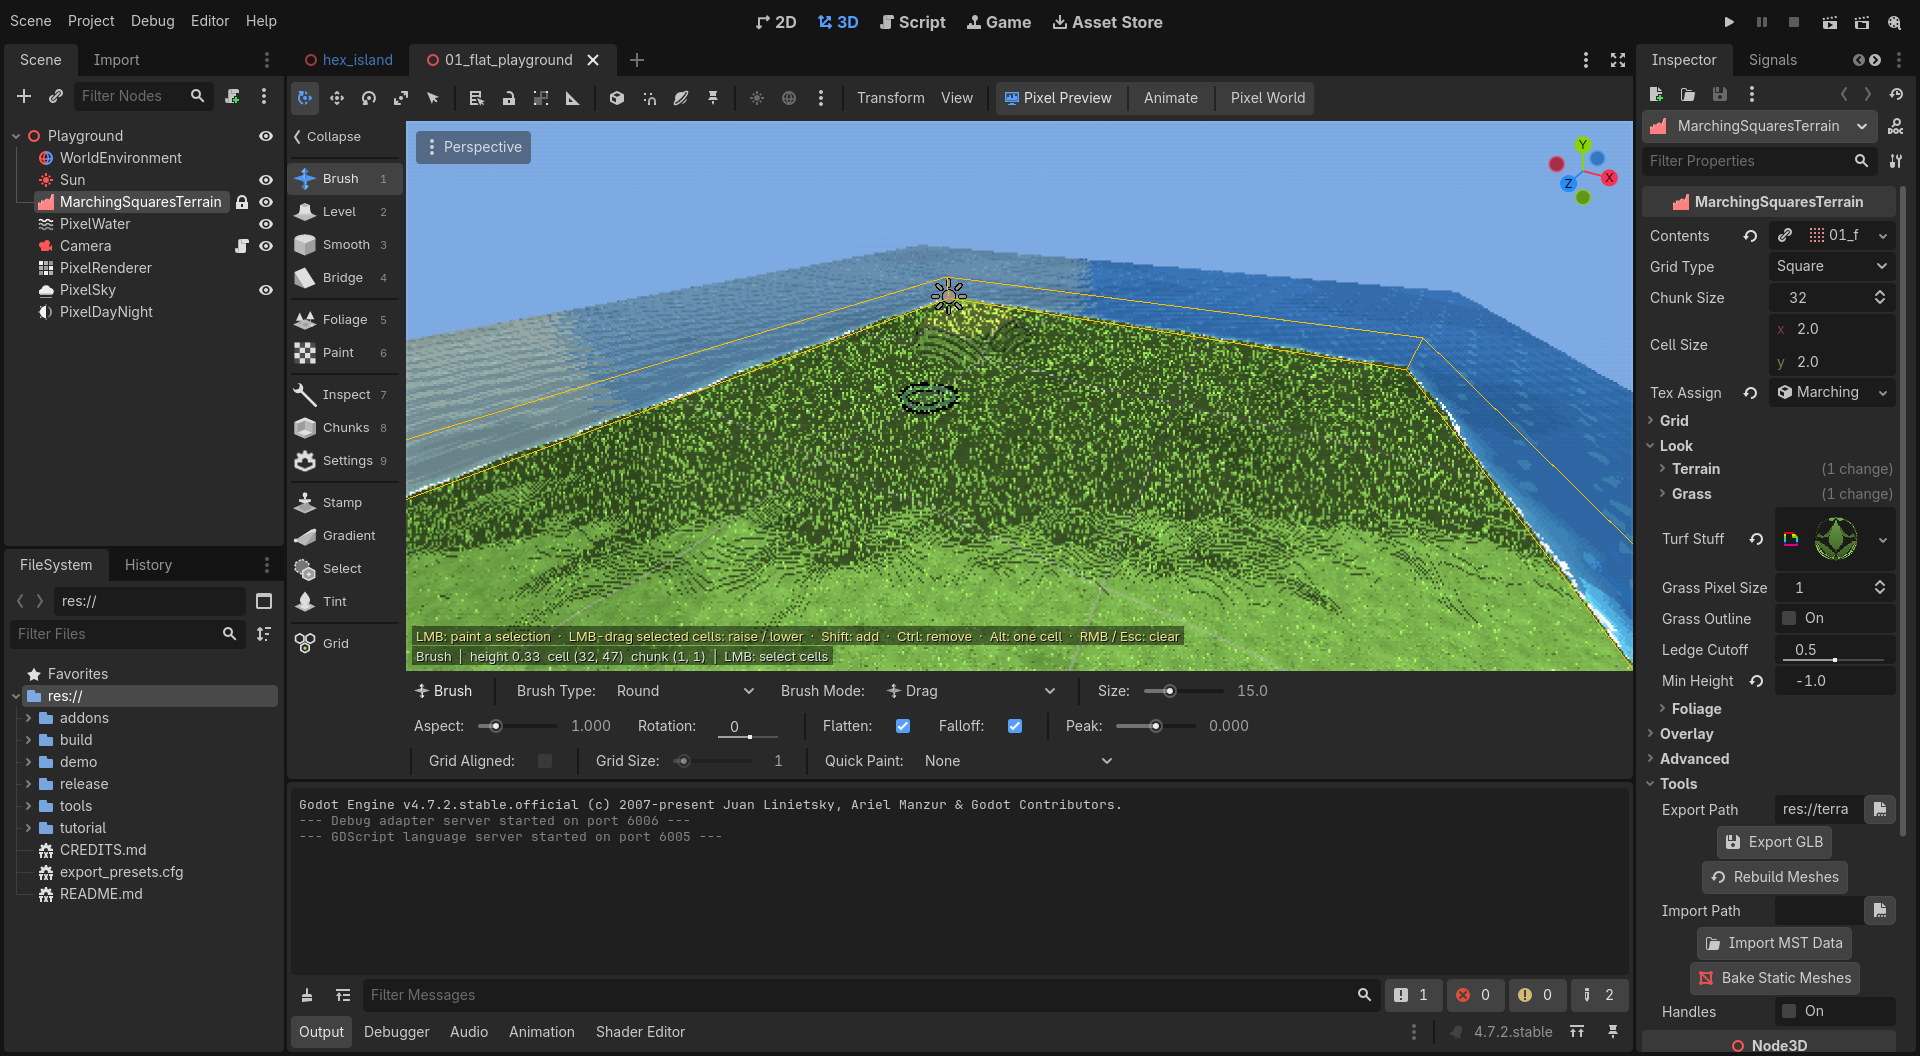 Scene Project Debug Editor Help
2D 3D Script Game Asset Store
Scene Import
Filter Nodes
Playground
WorldEnvironment
Sun
MarchingSquaresTerrain
PixelWater
Camera
PixelRenderer
PixelSky
PixelDayNight
FileSystem History
res://
Filter Files
Favorites
res://
addons
build
demo
release
tools
tutorial
CREDITS.md
export_presets.cfg
README.md
hex_island 01_flat_playground
Transform View Pixel Preview Animate Pixel World
Collapse
Brush 1
Level 2
Smooth 3
Bridge 4
Foliage 5
Paint 6
Inspect 7
Chunks 8
Settings 9
Stamp
Gradient
Select
Tint
Grid
Perspective
Y
X
Z
LMB: paint a selection · LMB-drag selected cells: raise / lower · Shift: add · Ctrl: remove · Alt: one cell · RMB / Esc: clear
Brush | height 0.33 cell (32, 47) chunk (1, 1) | LMB: select cells
Brush Brush Type: Round Brush Mode: Drag Size: 15.0
Aspect: 1.000 Rotation: 0 Flatten: Falloff: Peak: 0.000
Grid Aligned: Grid Size: 1 Quick Paint: None
Godot Engine v4.7.2.stable.official (c) 2007-present Juan Linietsky, Ariel Manzur & Godot Contributors.
--- Debug adapter server started on port 6006 ---
--- GDScript language server started on port 6005 ---
Filter Messages 1 0 0 2
Output Debugger Audio Animation Shader Editor 4.7.2.stable
Inspector Signals
MarchingSquaresTerrain
Filter Properties
MarchingSquaresTerrain
Contents 01_f
Grid Type Square
Chunk Size 32
Cell Size
x 2.0
y 2.0
Tex Assign Marching
Grid
Look
Terrain (1 change)
Grass (1 change)
Turf Stuff
Grass Pixel Size 1
Grass Outline On
Ledge Cutoff 0.5
Min Height -1.0
Foliage
Overlay
Advanced
Tools
Export Path res://terra
Export GLB
Rebuild Meshes
Import Path
Import MST Data
Bake Static Meshes
Handles On
Node3D